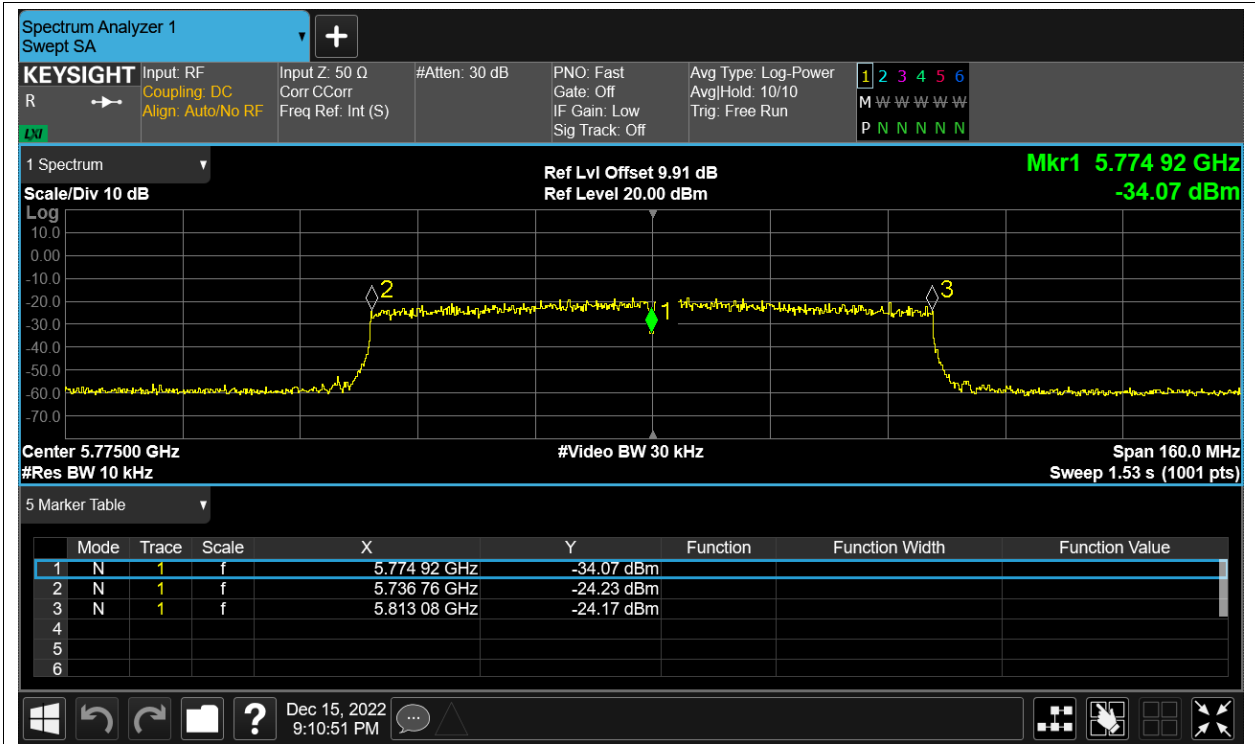 Spectrum Analyzer 1
Swept SA
KEYSIGHT
R
LXI
Input: RF
Coupling: DC
Align: Auto/No RF
Input Z: 50 Ω
Corr CCorr
Freq Ref: Int (S)
#Atten: 30 dB
PNO: Fast
Gate: Off
IF Gain: Low
Sig Track: Off
Avg Type: Log-Power
Avg|Hold: 10/10
Trig: Free Run
1 2 3 4 5 6
M W W W W W
P N N N N N
1 Spectrum
Scale/Div 10 dB
Ref Lvl Offset 9.91 dB
Ref Level 20.00 dBm
Mkr1 5.774 92 GHz
-34.07 dBm
Log
10.0
0.00
-10.0
-20.0
-30.0
-40.0
-50.0
-60.0
-70.0
2
1
3
Center 5.77500 GHz
#Video BW 30 kHz
Span 160.0 MHz
#Res BW 10 kHz
Sweep 1.53 s (1001 pts)
5 Marker Table
Mode Trace Scale X Y Function Function Width Function Value
1 N 1 f 5.774 92 GHz -34.07 dBm
2 N 1 f 5.736 76 GHz -24.23 dBm
3 N 1 f 5.813 08 GHz -24.17 dBm
4
5
6
?
Dec 15, 2022
9:10:51 PM